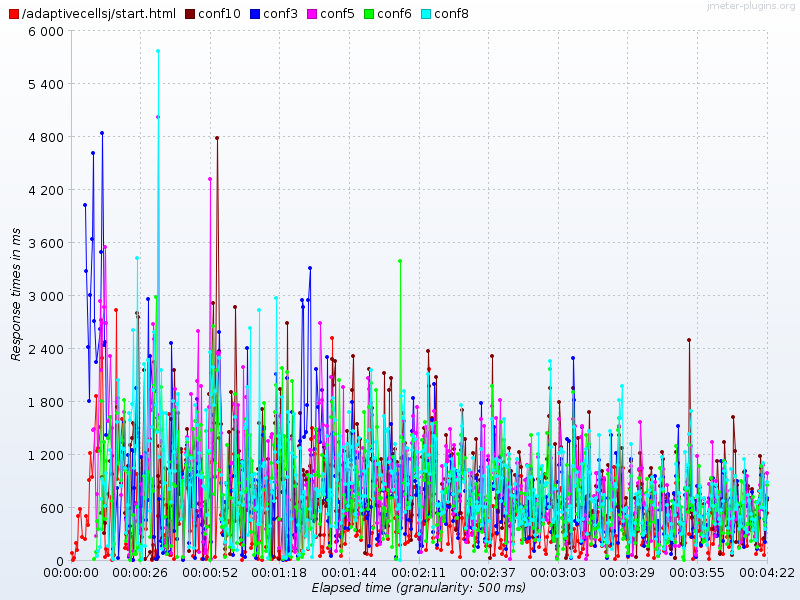 /adaptivecellsj/start.html conf10 conf3 conf5 conf6 conf8
jmeter-plugins.org
6 000
5 400
4 800
4 200
3 600
3 000
2 400
1 800
1 200
600
0
Response times in ms
00:00:00 00:00:26 00:00:52 00:01:18 00:01:44 00:02:11 00:02:37 00:03:03 00:03:29 00:03:55 00:04:22
Elapsed time (granularity: 500 ms)